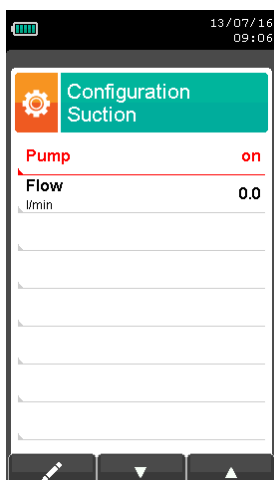 13/07/16
09:06
Configuration
Suction
Pump on
Flow 0.0
l/min